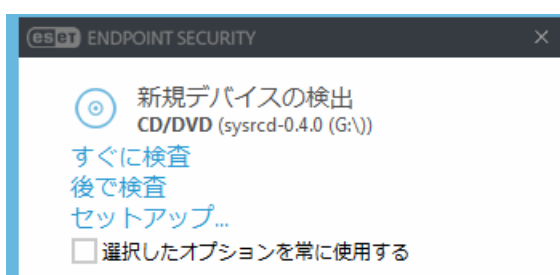 eset ENDPOINT SECURITY
新規デバイスの検出
CD/DVD (sysrcd-0.4.0 (G:\))
すぐに検査
後で検査
セットアップ...
選択したオプションを常に使用する